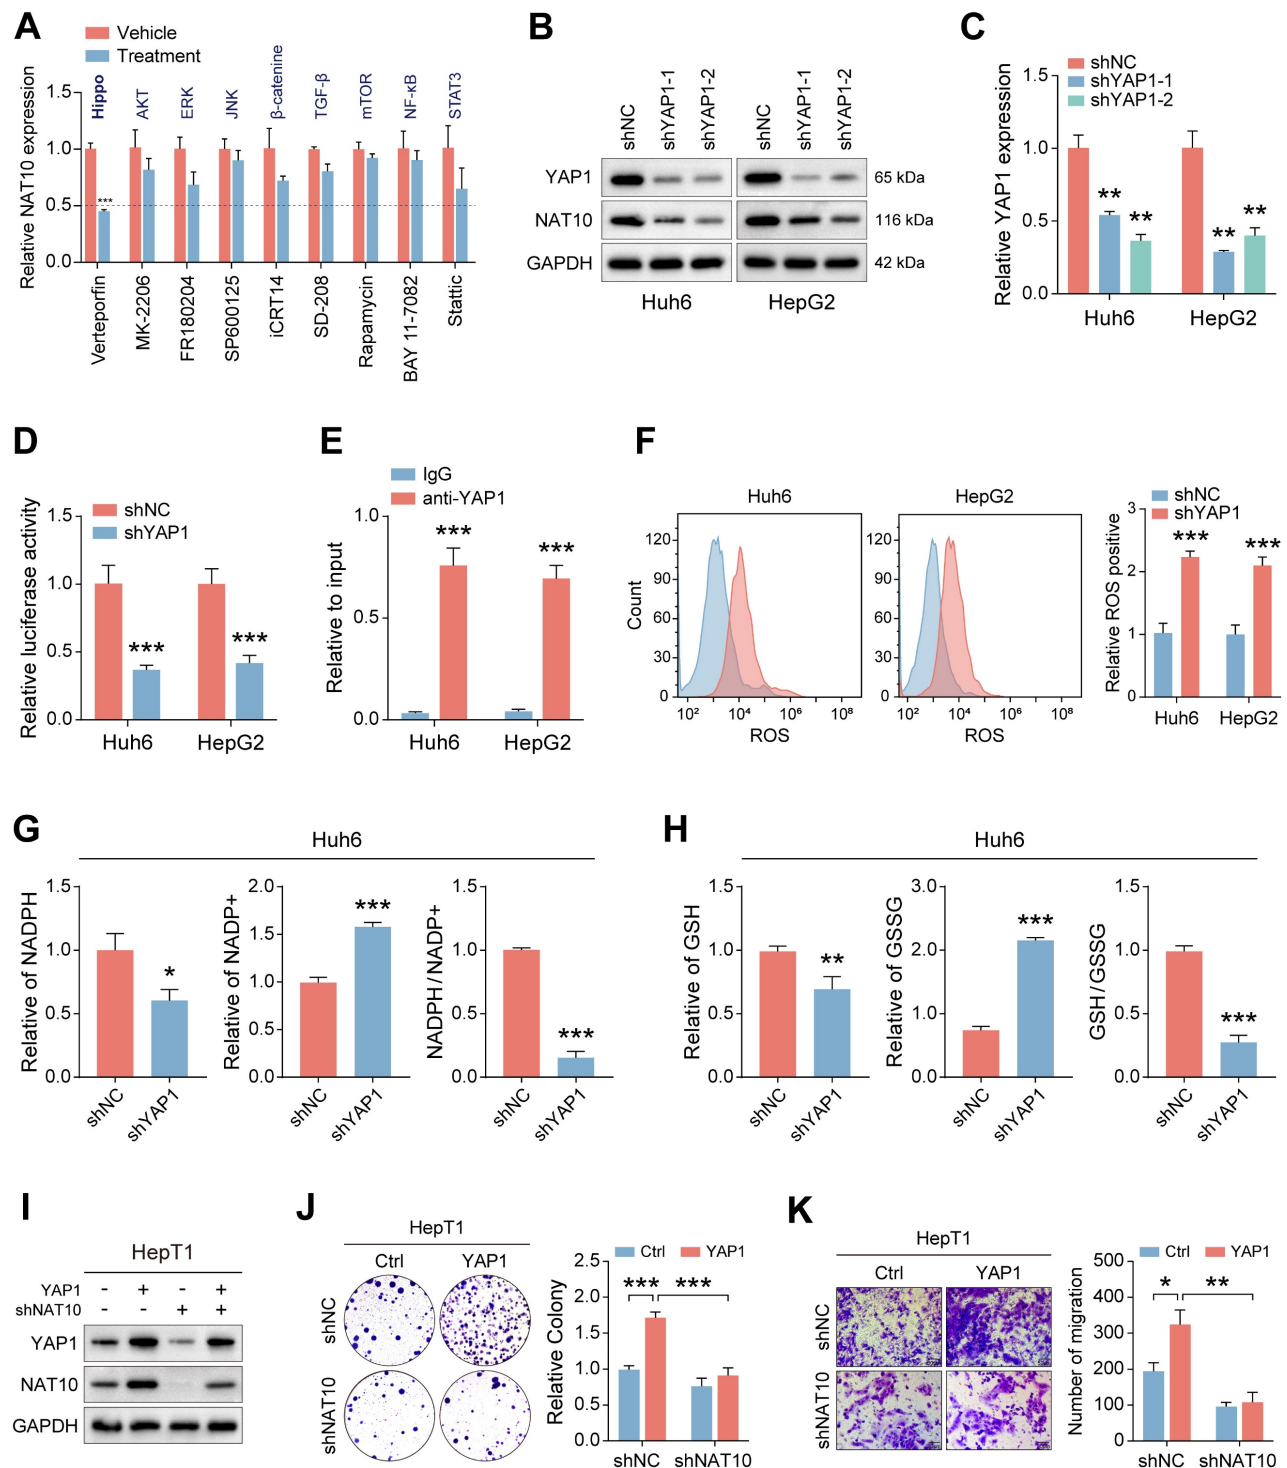 A
Vehicle
Treatment
Relative NAT10 expression
1.5
1.0
0.5
0.0
Hippo
AKT
ERK
JNK
β-catenine
TGF-β
mTOR
NF-κB
STAT3
***
Verteporfin
MK-2206
FR180204
SP600125
iCRT14
SD-208
Rapamycin
BAY 11-7082
Stattic
B
shNC
shYAP1-1
shYAP1-2
shNC
shYAP1-1
shYAP1-2
YAP1
65 kDa
NAT10
116 kDa
GAPDH
42 kDa
Huh6
HepG2
C
shNC
shYAP1-1
shYAP1-2
Relative YAP1 expression
1.5
1.0
0.5
0.0
**
**
**
**
Huh6
HepG2
D
shNC
shYAP1
Relative luciferase activity
1.5
1.0
0.5
0.0
***
***
Huh6
HepG2
E
IgG
anti-YAP1
Relative to input
1.0
0.5
0.0
***
***
Huh6
HepG2
F
Huh6
HepG2
Count
120
90
60
30
0
10² 10⁴ 10⁶ 10⁸
ROS
120
90
60
30
0
10² 10⁴ 10⁶ 10⁸
ROS
shNC
shYAP1
Relative ROS positive
3
2
1
0
***
***
Huh6
HepG2
G
Huh6
Relative of NADPH
1.5
1.0
0.5
0.0
*
shNC
shYAP1
Relative of NADP+
2.0
1.5
1.0
0.5
0.0
***
shNC
shYAP1
NADPH/NADP+
1.5
1.0
0.5
0.0
***
shNC
shYAP1
H
Huh6
Relative of GSH
1.5
1.0
0.5
0.0
**
shNC
shYAP1
Relative of GSSG
3.0
2.0
1.0
0.0
***
shNC
shYAP1
GSH/GSSG
1.5
1.0
0.5
0.0
***
shNC
shYAP1
I
HepT1
YAP1 - + - +
shNAT10 - - + +
YAP1
NAT10
GAPDH
J
HepT1
Ctrl
YAP1
shNC
shNAT10
Ctrl
YAP1
Relative Colony
2.5
2.0
1.5
1.0
0.5
0.0
***
***
shNC
shNAT10
K
HepT1
Ctrl
YAP1
shNC
shNAT10
Ctrl
YAP1
Number of migration
500
400
300
200
100
0
*
**
shNC
shNAT10